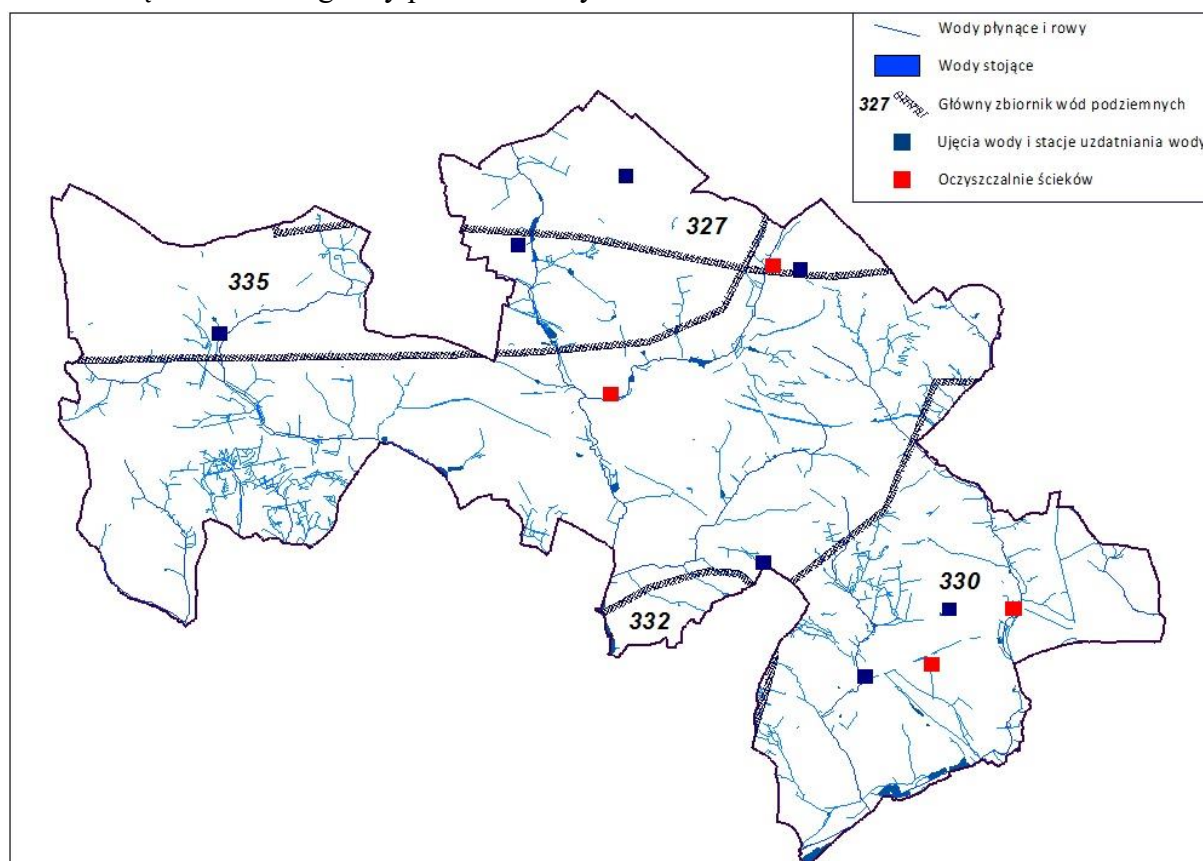 Wody płynące i rowy
Wody stojące
327 Główny zbiornik wód podziemnych
Ujęcia wody i stacje uzdatniania wody
Oczyszczalnie ścieków
327
335
330
332